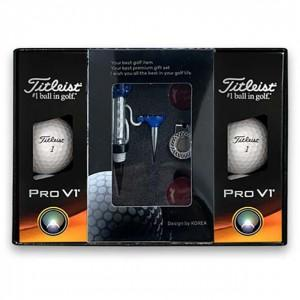 Titleist
#1 ball in golf.
Titleist
1
PRO V1
Your best golf item
Your best premium gift set
I wish you all the best in your golf life.
Design by KOREA
Titleist
#1 ball in golf.
Titleist
1
PRO V1